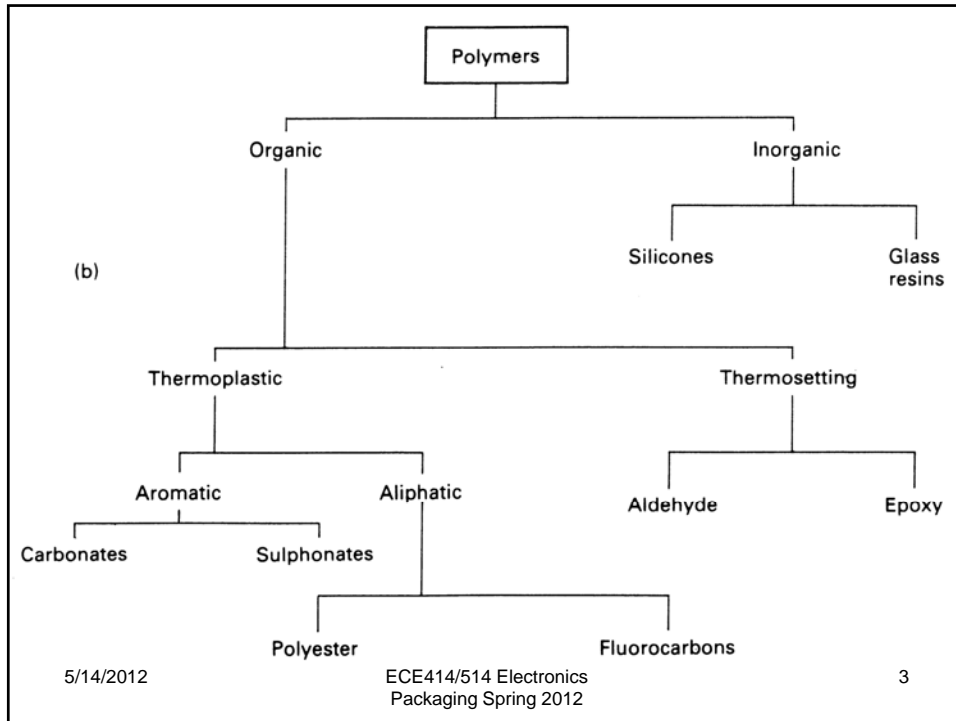 Polymers
Organic
Inorganic
Silicones
Glass
resins
(b)
Thermoplastic
Thermosetting
Aromatic
Aliphatic
Aldehyde
Epoxy
Carbonates
Sulphonates
Polyester
Fluorocarbons
5/14/2012
ECE414/514 Electronics
Packaging Spring 2012
3